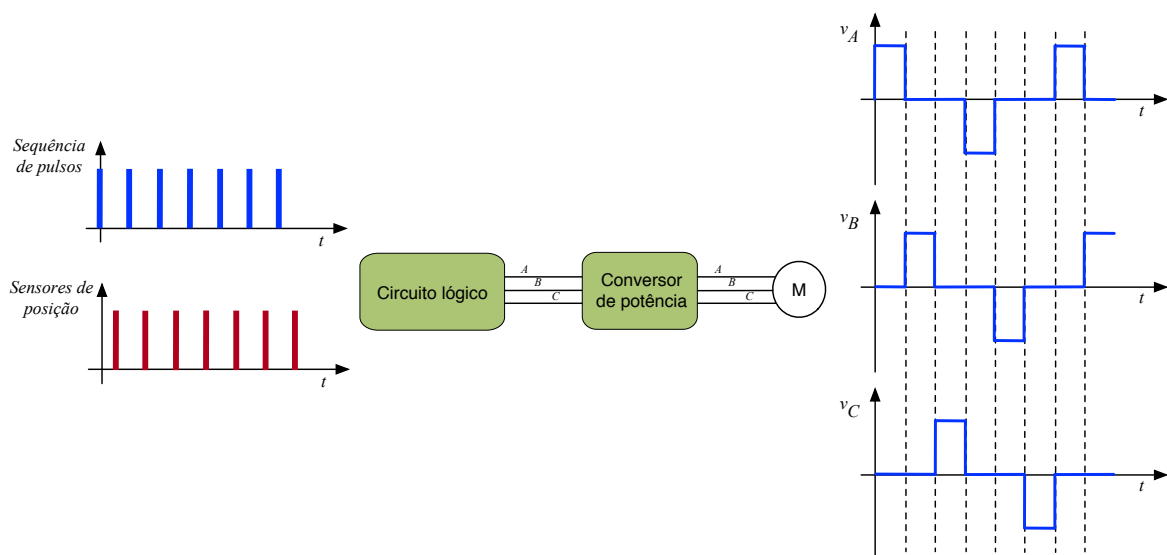 Sequência
de pulsos
t
Sensores de
posição
t
Circuito lógico
A
B
C
Conversor
de potência
A
B
C
M
vA
t
vB
t
vC
t